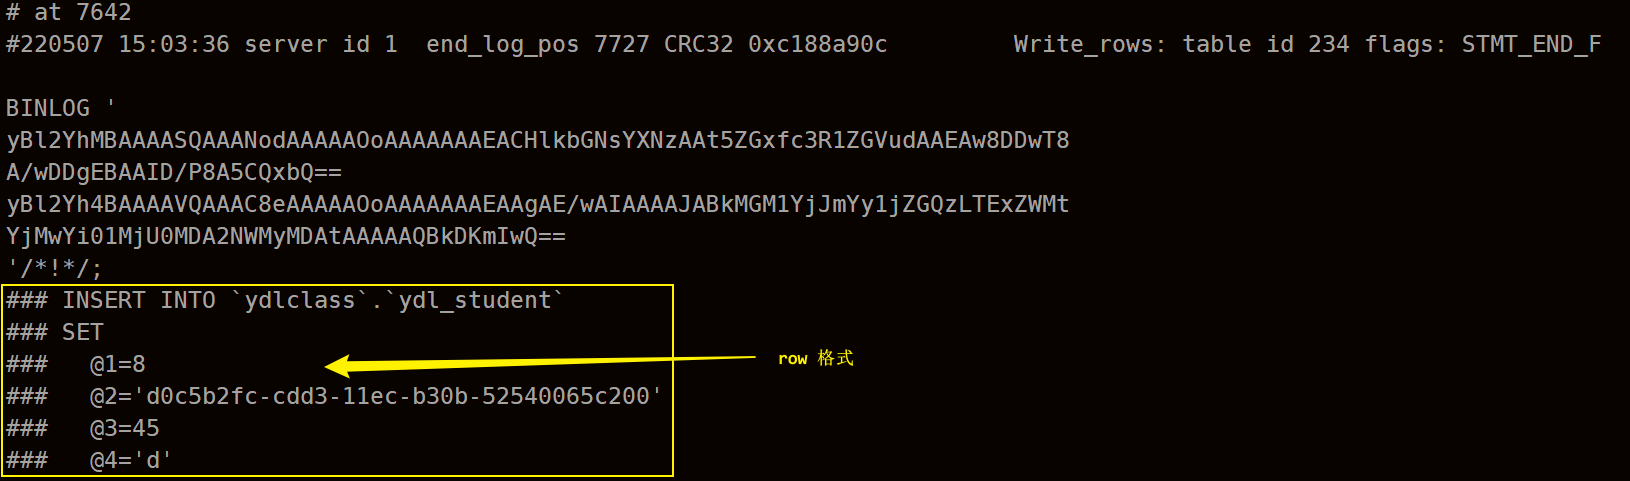 # at 7642
#220507 15:03:36 server id 1  end_log_pos 7727 CRC32 0xc188a90c         Write_rows: table id 234 flags: STMT_END_F
BINLOG '
yBl2YhMBAAAASQAAANodAAAAAOoAAAAAAAEACHlkbGNsYXNzAAt5ZGxfc3R1ZGVudAAEAw8DDwT8
A/wDDgEBAAID/P8A5CQxbQ==
yBl2Yh4BAAAAVQAAAC8eAAAAAOoAAAAAAAEAAgAE/wAIAAAAJABkMGM1YjJmYy1jZGQzLTExZWMt
YjMwYi01MjU0MDA2NWMyMDAtAAAAAQBkDKmIwQ==
'/*!*/;
### INSERT INTO `ydlclass`.`ydl_student`
### SET
###   @1=8
row 格式
###   @2='d0c5b2fc-cdd3-11ec-b30b-52540065c200'
###   @3=45
###   @4='d'